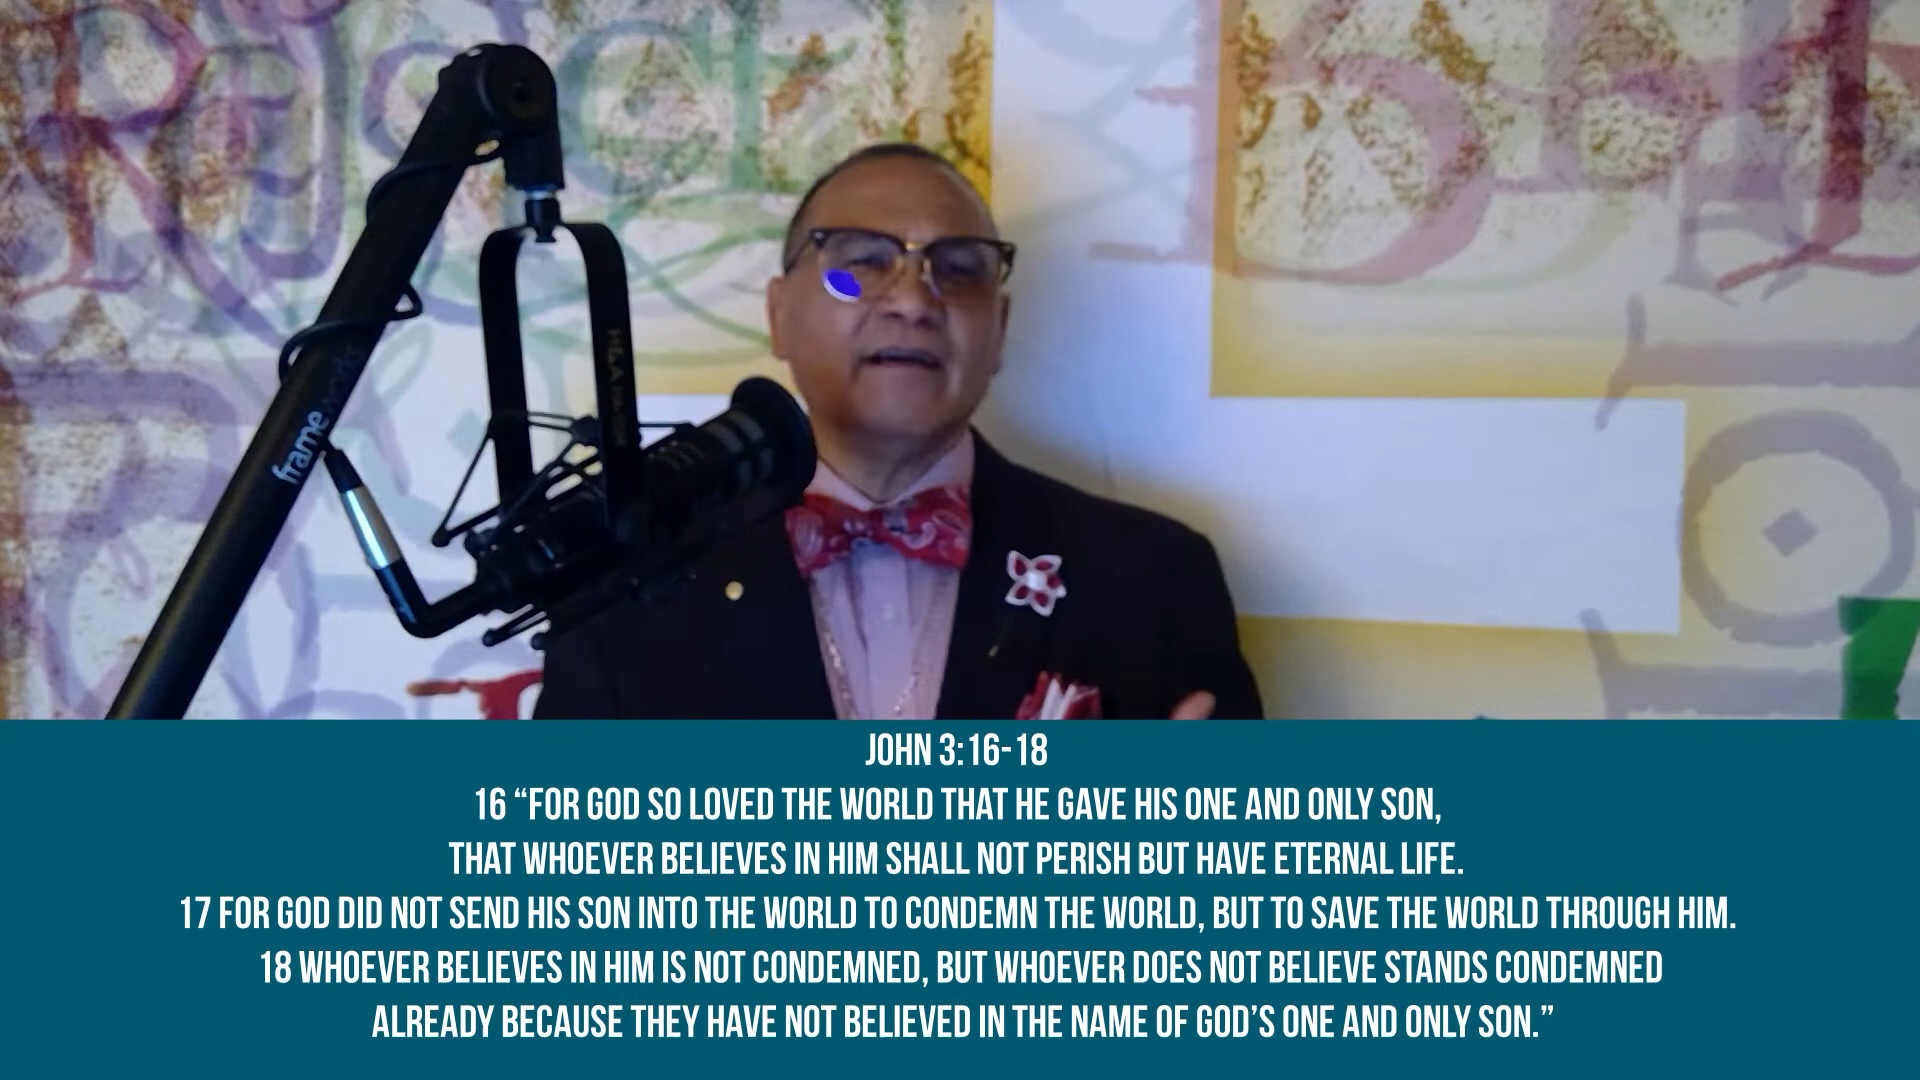 frameworks
JOHN 3:16-18
16 “FOR GOD SO LOVED THE WORLD THAT HE GAVE HIS ONE AND ONLY SON,
THAT WHOEVER BELIEVES IN HIM SHALL NOT PERISH BUT HAVE ETERNAL LIFE.
17 FOR GOD DID NOT SEND HIS SON INTO THE WORLD TO CONDEMN THE WORLD, BUT TO SAVE THE WORLD THROUGH HIM.
18 WHOEVER BELIEVES IN HIM IS NOT CONDEMNED, BUT WHOEVER DOES NOT BELIEVE STANDS CONDEMNED
ALREADY BECAUSE THEY HAVE NOT BELIEVED IN THE NAME OF GOD’S ONE AND ONLY SON.”